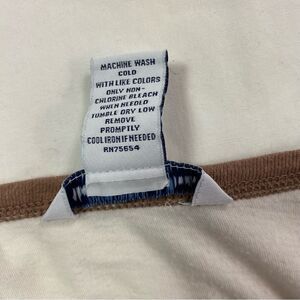 MACHINE WASH
COLD
WITH LIKE COLORS
ONLY NON-
CHLORINE BLEACH
WHEN NEEDED
TUMBLE DRY LOW
REMOVE
PROMPTLY
COOL IRON IF NEEDED
RN75654